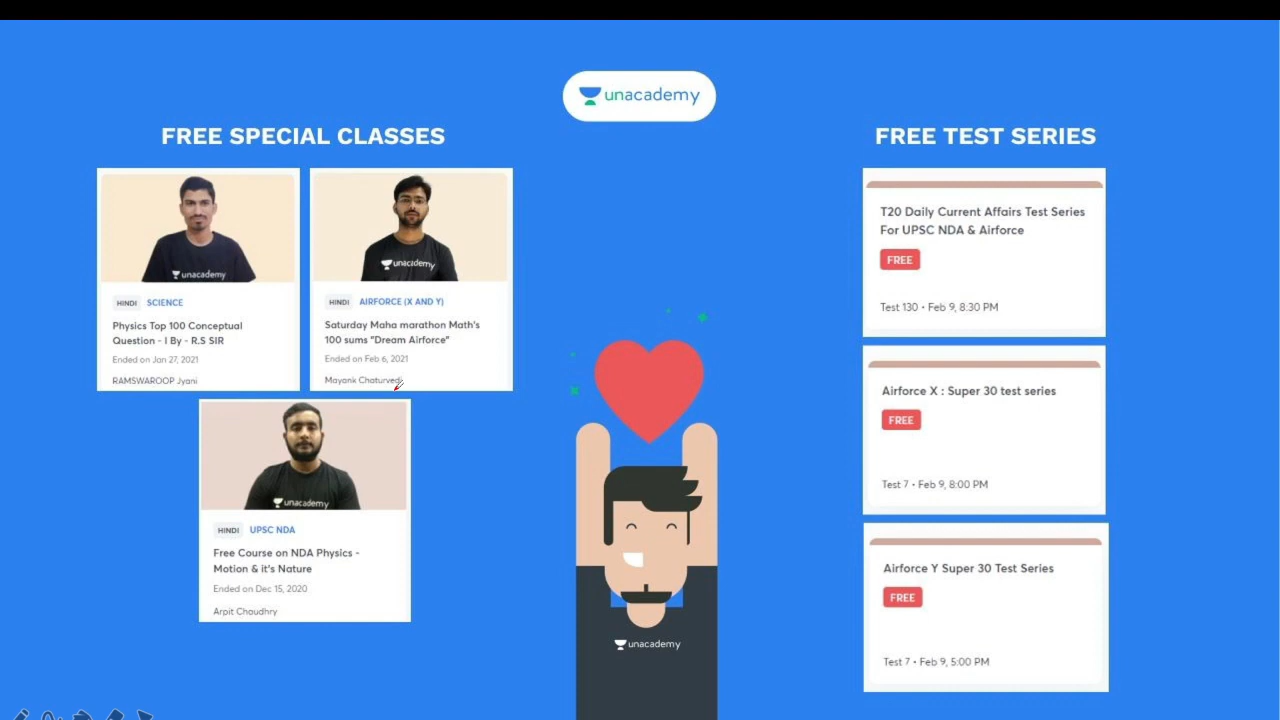 unacademy
FREE SPECIAL CLASSES
unacademy
HINDI SCIENCE
Physics Top 100 Conceptual
Question - I By - R.S SIR
Ended on Jan 27, 2021
RAMSWAROOP Jyani
unacademy
HINDI AIRFORCE (X AND Y)
Saturday Maha marathon Math's
100 sums "Dream Airforce"
Ended on Feb 6, 2021
Mayank Chaturvedi
unacademy
HINDI UPSC NDA
Free Course on NDA Physics -
Motion & it's Nature
Ended on Dec 15, 2020
Arpit Choudhry
unacademy
FREE TEST SERIES
T20 Daily Current Affairs Test Series
For UPSC NDA & Airforce
FREE
Test 130 • Feb 9, 8:30 PM
Airforce X : Super 30 test series
FREE
Test 7 • Feb 9, 8:00 PM
Airforce Y Super 30 Test Series
FREE
Test 7 • Feb 9, 5:00 PM